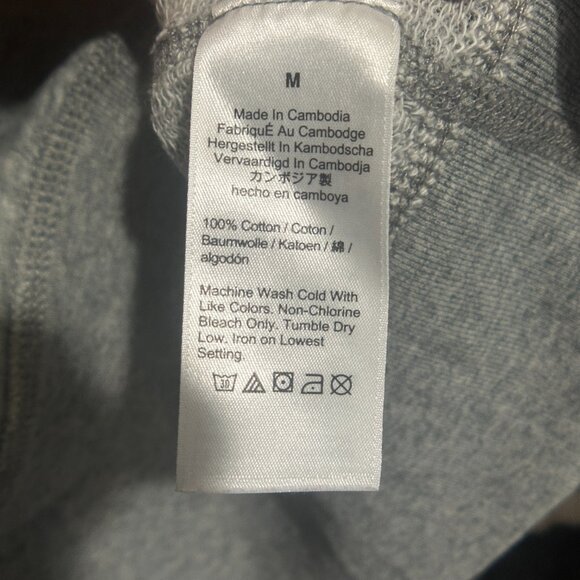 M
Made In Cambodia
FabriquÉ Au Cambodge
Hergestellt In Kambodscha
Vervaardigd In Cambodja
カンボジア製
hecho en camboya
100% Cotton / Coton /
Baumwolle / Katoen / 綿 /
algodón
Machine Wash Cold With
Like Colors. Non-Chlorine
Bleach Only. Tumble Dry
Low. Iron on Lowest
Setting.
30